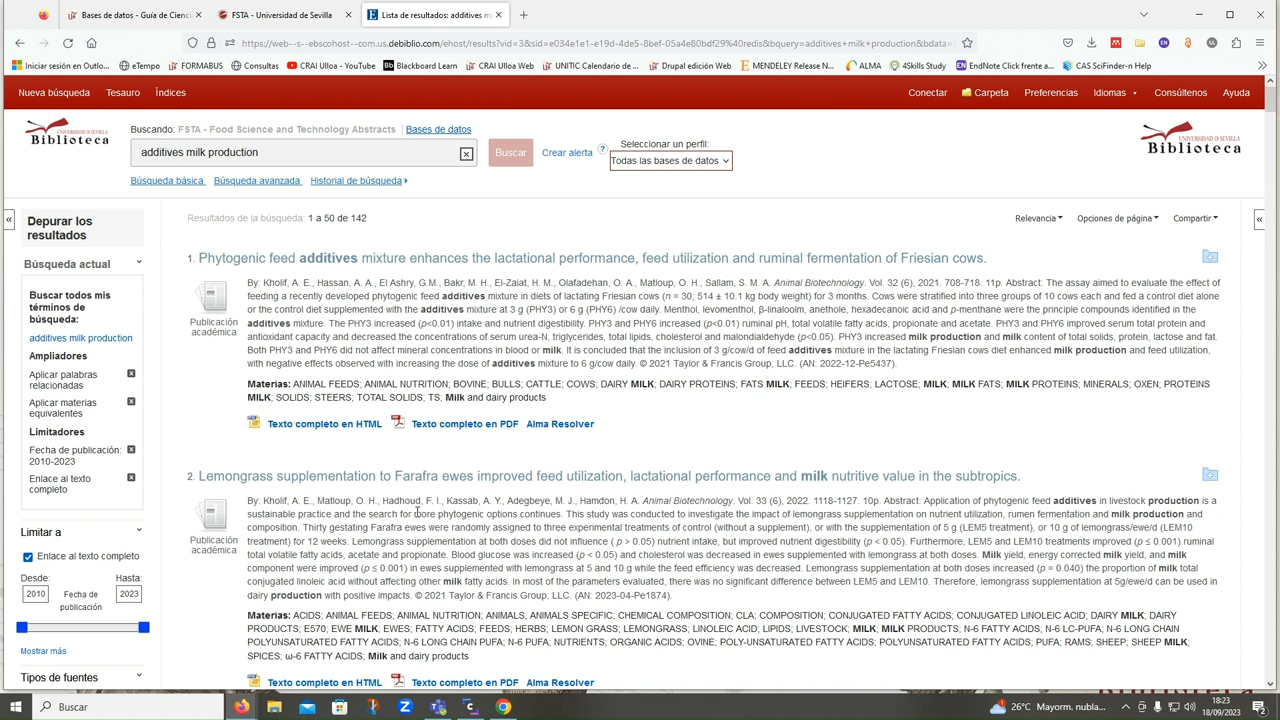 Bases de datos - Guía de Cienci
FSTA - Universidad de Sevilla
Lista de resultados: additives m
https://web--s--ebscohost--com.us.debiblio.com/ehost/results?vid=3&sid=e034e1e1-e19d-4de5-8bef-05a4e80bdf29%40redis&bquery=additives+milk+production&bdata=
Iniciar sesión en Outlo...
eTempo
FORMABUS
Consultas
CRAI Ulloa - YouTube
Blackboard Learn
CRAI Ulloa Web
UNITIC Calendario de ...
Drupal edición Web
MENDELEY Release N...
ALMA
4Skills Study
EndNote Click frente a...
CAS SciFinder-n Help
Nueva búsqueda Tesauro Índices
Conectar Carpeta Preferencias Idiomas Consúltenos Ayuda
UNIVERSIDAD D SEVILLA
Biblioteca
Buscando: FSTA - Food Science and Technology Abstracts | Bases de datos
additives milk production
Buscar
Crear alerta
?
Seleccionar un perfil:
Todas las bases de datos
Búsqueda básica Búsqueda avanzada Historial de búsqueda
UNIVERSIDAD D SEVILLA
Biblioteca
Depurar los
resultados
Búsqueda actual
Buscar todos mis
términos de
búsqueda:
additives milk production
Ampliadores
Aplicar palabras
relacionadas
Aplicar materias
equivalentes
Limitadores
Fecha de publicación:
2010-2023
Enlace al texto
completo
Limitar a
Enlace al texto completo
Desde:
Hasta:
2010
Fecha de
publicación
2023
Mostrar más
Tipos de fuentes
Resultados de la búsqueda: 1 a 50 de 142
Relevancia Opciones de página Compartir
1. Phytogenic feed additives mixture enhances the lactational performance, feed utilization and ruminal fermentation of Friesian cows.
Publicación
académica
By: Kholif, A. E., Hassan, A. A., El Ashry, G.M., Bakr, M. H., El-Zaiat, H. M., Olafadehan, O. A., Matloup, O. H., Sallam, S. M. A. Animal Biotechnology. Vol. 32 (6), 2021. 708-718. 11p. Abstract: The assay aimed to evaluate the effect of
feeding a recently developed phytogenic feed additives mixture in diets of lactating Friesian cows (n = 30; 514 ± 10.1 kg body weight) for 3 months. Cows were stratified into three groups of 10 cows each and fed a control diet alone
or the control diet supplemented with the additives mixture at 3 g (PHY3) or 6 g (PHY6) /cow daily. Menthol, levomenthol, β-linaloolm, anethole, hexadecanoic acid and p-menthane were the principle compounds identified in the
additives mixture. The PHY3 increased (p<0.01) intake and nutrient digestibility. PHY3 and PHY6 increased (p<0.01) ruminal pH, total volatile fatty acids, propionate and acetate. PHY3 and PHY6 improved serum total protein and
antioxidant capacity and decreased the concentrations of serum urea-N, triglycerides, total lipids, cholesterol and malondialdehyde (p<0.05). PHY3 increased milk production and milk content of total solids, protein, lactose and fat.
Both PHY3 and PHY6 did not affect mineral concentrations in blood or milk. It is concluded that the inclusion of 3 g/cow/d of feed additives mixture in the lactating Friesian cows diet enhanced milk production and feed utilization,
with negative effects observed with increasing the dose of additives mixture to 6 g/cow daily. © 2021 Taylor & Francis Group, LLC. (AN: 2022-12-Pe5437).
Materias: ANIMAL FEEDS; ANIMAL NUTRITION; BOVINE; BULLS, CATTLE; COWS; DAIRY MILK; DAIRY PROTEINS; FATS MILK; FEEDS; HEIFERS; LACTOSE; MILK; MILK FATS; MILK PROTEINS; MINERALS; OXEN; PROTEINS
MILK; SOLIDS; STEERS; TOTAL SOLIDS; TS; Milk and dairy products
Texto completo en HTML Texto completo en PDF Alma Resolver
2. Lemongrass supplementation to Farafra ewes improved feed utilization, lactational performance and milk nutritive value in the subtropics.
Publicación
académica
By: Kholif, A. E., Matloup, O. H., Hadhoud, F. I., Kassab, A. Y., Adegbeye, M. J., Hamdon, H. A. Animal Biotechnology. Vol. 33 (6), 2022. 1118-1127. 10p. Abstract: Application of phytogenic feed additives in livestock production is a
sustainable practice and the search for more phytogenic options continues. This study was conducted to investigate the impact of lemongrass supplementation on nutrient utilization, rumen fermentation and milk production and
composition. Thirty gestating Farafra ewes were randomly assigned to three experimental treatments of control (without a supplement), or with the supplementation of 5 g (LEM5 treatment), or 10 g of lemongrass/ewe/d (LEM10
treatment) for 12 weeks. Lemongrass supplementation at both doses did not influence ( p > 0.05) nutrient intake, but improved nutrient digestibility (p < 0.05). Furthermore, LEM5 and LEM10 treatments improved (p ≤ 0.001) ruminal
total volatile fatty acids, acetate and propionate. Blood glucose was increased (p < 0.05) and cholesterol was decreased in ewes supplemented with lemongrass at both doses. Milk yield, energy corrected milk yield, and milk
component were improved (p ≤ 0.001) in ewes supplemented with lemongrass at 5 and 10 g while the feed efficiency was decreased. Lemongrass supplementation at both doses increased (p = 0.040) the proportion of milk total
conjugated linoleic acid without affecting other milk fatty acids. In most of the parameters evaluated, there was no significant difference between LEM5 and LEM10. Therefore, lemongrass supplementation at 5g/ewe/d can be used in
dairy production with positive impacts. © 2021 Taylor & Francis Group, LLC. (AN: 2023-04-Pe1874).
Materias: ACIDS; ANIMAL FEEDS; ANIMAL NUTRITION; ANIMALS; ANIMALS SPECIFIC; CHEMICAL COMPOSITION; CLA; COMPOSITION; CONJUGATED FATTY ACIDS; CONJUGATED LINOLEIC ACID; DAIRY MILK; DAIRY
PRODUCTS; E570; EWE MILK; EWES; FATTY ACIDS; FEEDS; HERBS; LEMON GRASS; LEMONGRASS; LINOLEIC ACID; LIPIDS; LIVESTOCK; MILK; MILK PRODUCTS; N-6 FATTY ACIDS; N-6 LC-PUFA; N-6 LONG CHAIN
POLYUNSATURATED FATTY ACIDS; N-6 LONG CHAIN PUFA; N-6 PUFA; NUTRIENTS; ORGANIC ACIDS; OVINE; POLY-UNSATURATED FATTY ACIDS; POLYUNSATURATED FATTY ACIDS; PUFA; RAMS; SHEEP; SHEEP MILK;
SPICES; ω-6 FATTY ACIDS; Milk and dairy products
Texto completo en HTML Texto completo en PDF Alma Resolver
Buscar
26°C Mayorm. nubla...
18:23
18/09/2023